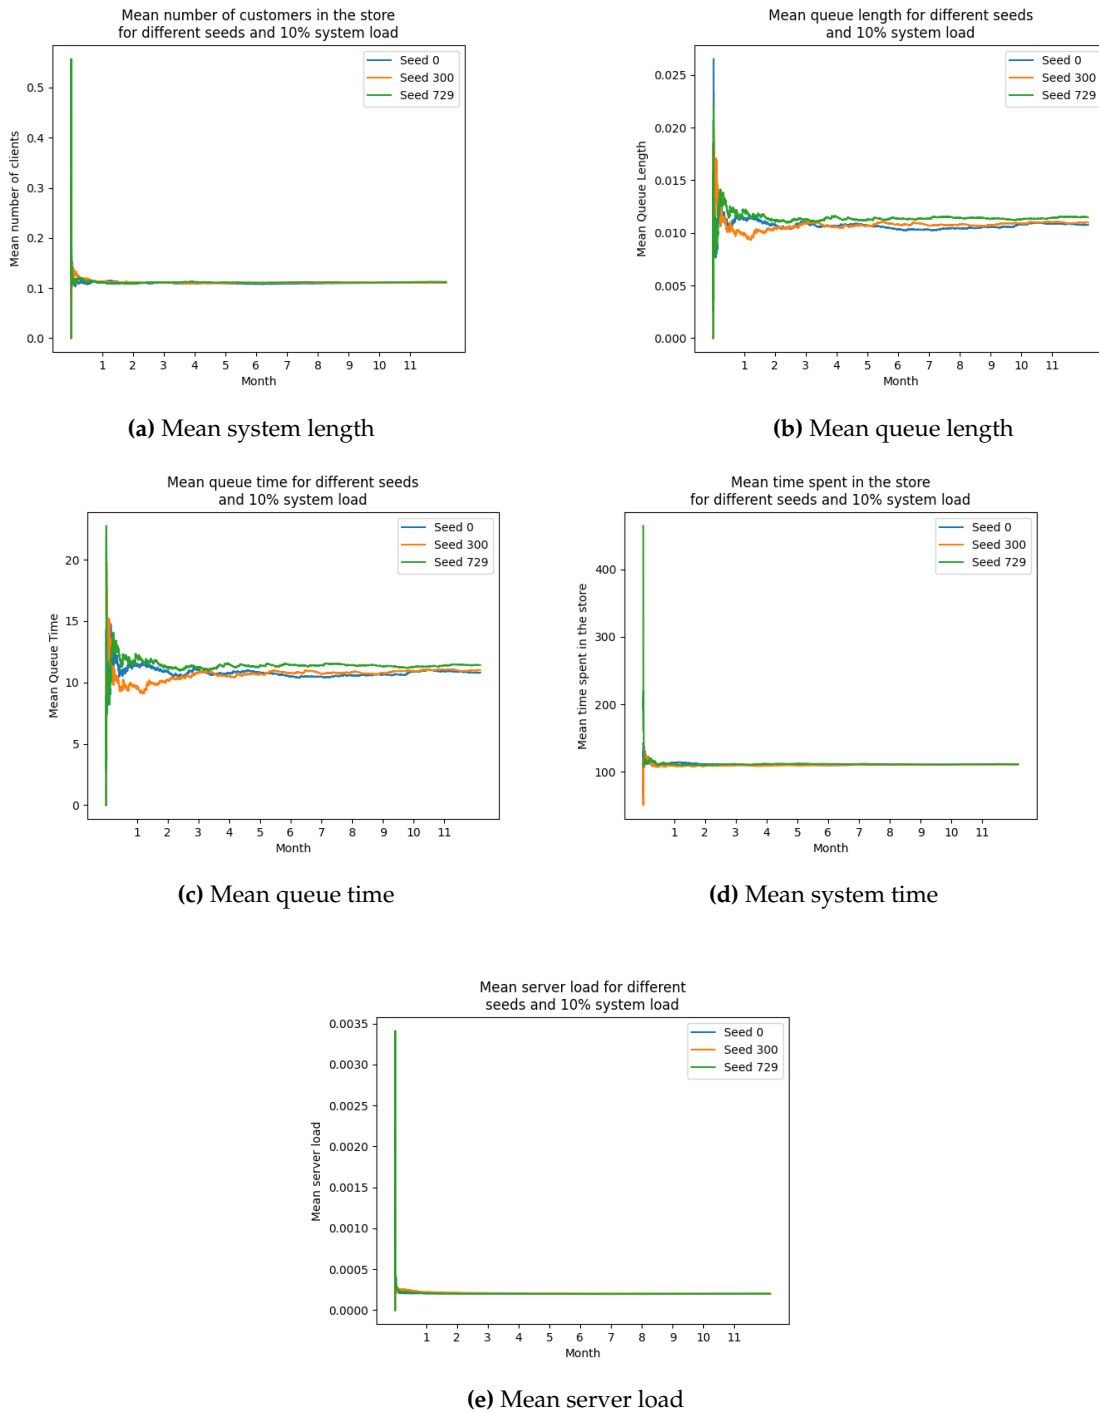 Mean number of customers in the store
for different seeds and 10% system load
Mean number of clients
0.5
0.4
0.3
0.2
0.1
0.0
Seed 0
Seed 300
Seed 729
1 2 3 4 5 6 7 8 9 10 11
Month
(a) Mean system length
Mean queue length for different seeds
and 10% system load
Mean Queue Length
0.025
0.020
0.015
0.010
0.005
0.000
Seed 0
Seed 300
Seed 729
1 2 3 4 5 6 7 8 9 10 11
Month
(b) Mean queue length
Mean queue time for different seeds
and 10% system load
Mean Queue Time
20
15
10
5
0
Seed 0
Seed 300
Seed 729
1 2 3 4 5 6 7 8 9 10 11
Month
(c) Mean queue time
Mean time spent in the store
for different seeds and 10% system load
Mean time spent in the store
400
300
200
100
Seed 0
Seed 300
Seed 729
1 2 3 4 5 6 7 8 9 10 11
Month
(d) Mean system time
Mean server load for different
seeds and 10% system load
Mean server load
0.0035
0.0030
0.0025
0.0020
0.0015
0.0010
0.0005
0.0000
Seed 0
Seed 300
Seed 729
1 2 3 4 5 6 7 8 9 10 11
Month
(e) Mean server load